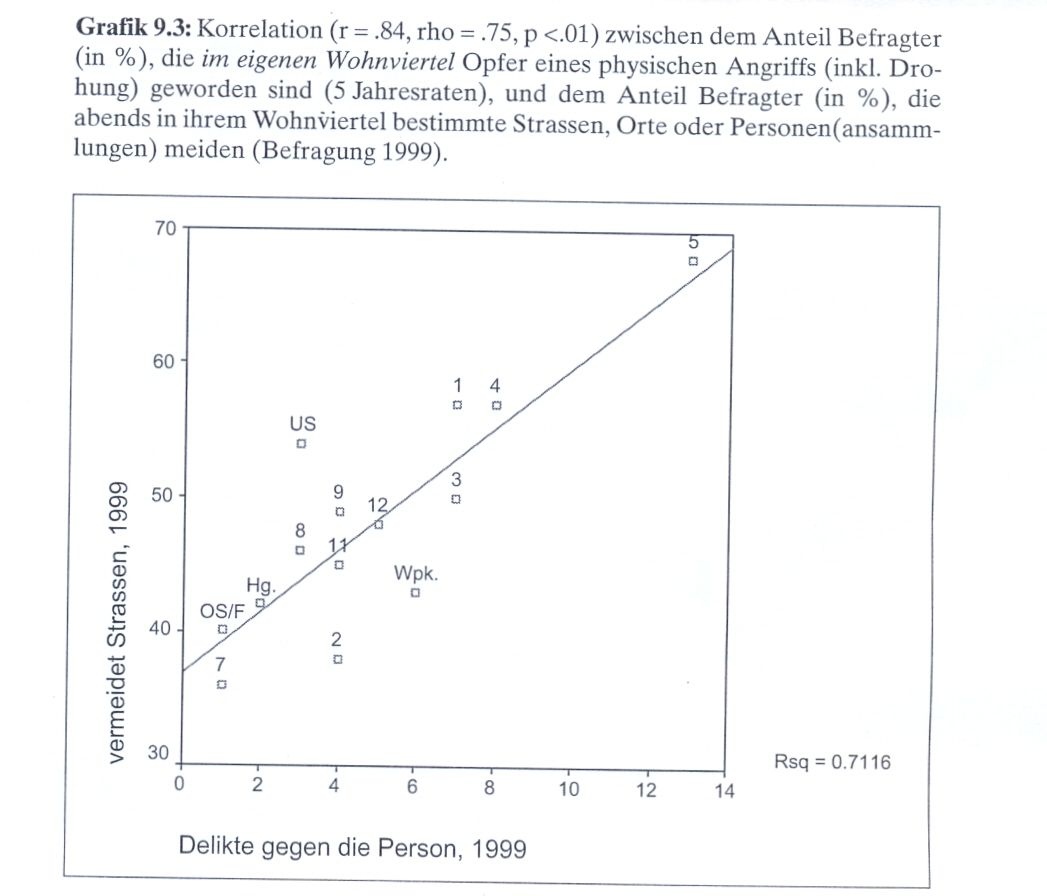 Grafik 9.3: Korrelation (r = .84, rho = .75, p <.01) zwischen dem Anteil Befragter
(in %), die im eigenen Wohnviertel Opfer eines physischen Angriffs (inkl. Dro-
hung) geworden sind (5 Jahresraten), und dem Anteil Befragter (in %), die
abends in ihrem Wohnviertel bestimmte Strassen, Orte oder Personen(ansamm-
lungen) meiden (Befragung 1999).
70
5
60
1 4
US
3
9
50
12
8
11
Wpk.
Hg.
OS/F
40
2
7
30
vermeidet Strassen, 1999
Rsq = 0.7116
0 2 4 6 8 10 12 14
Delikte gegen die Person, 1999